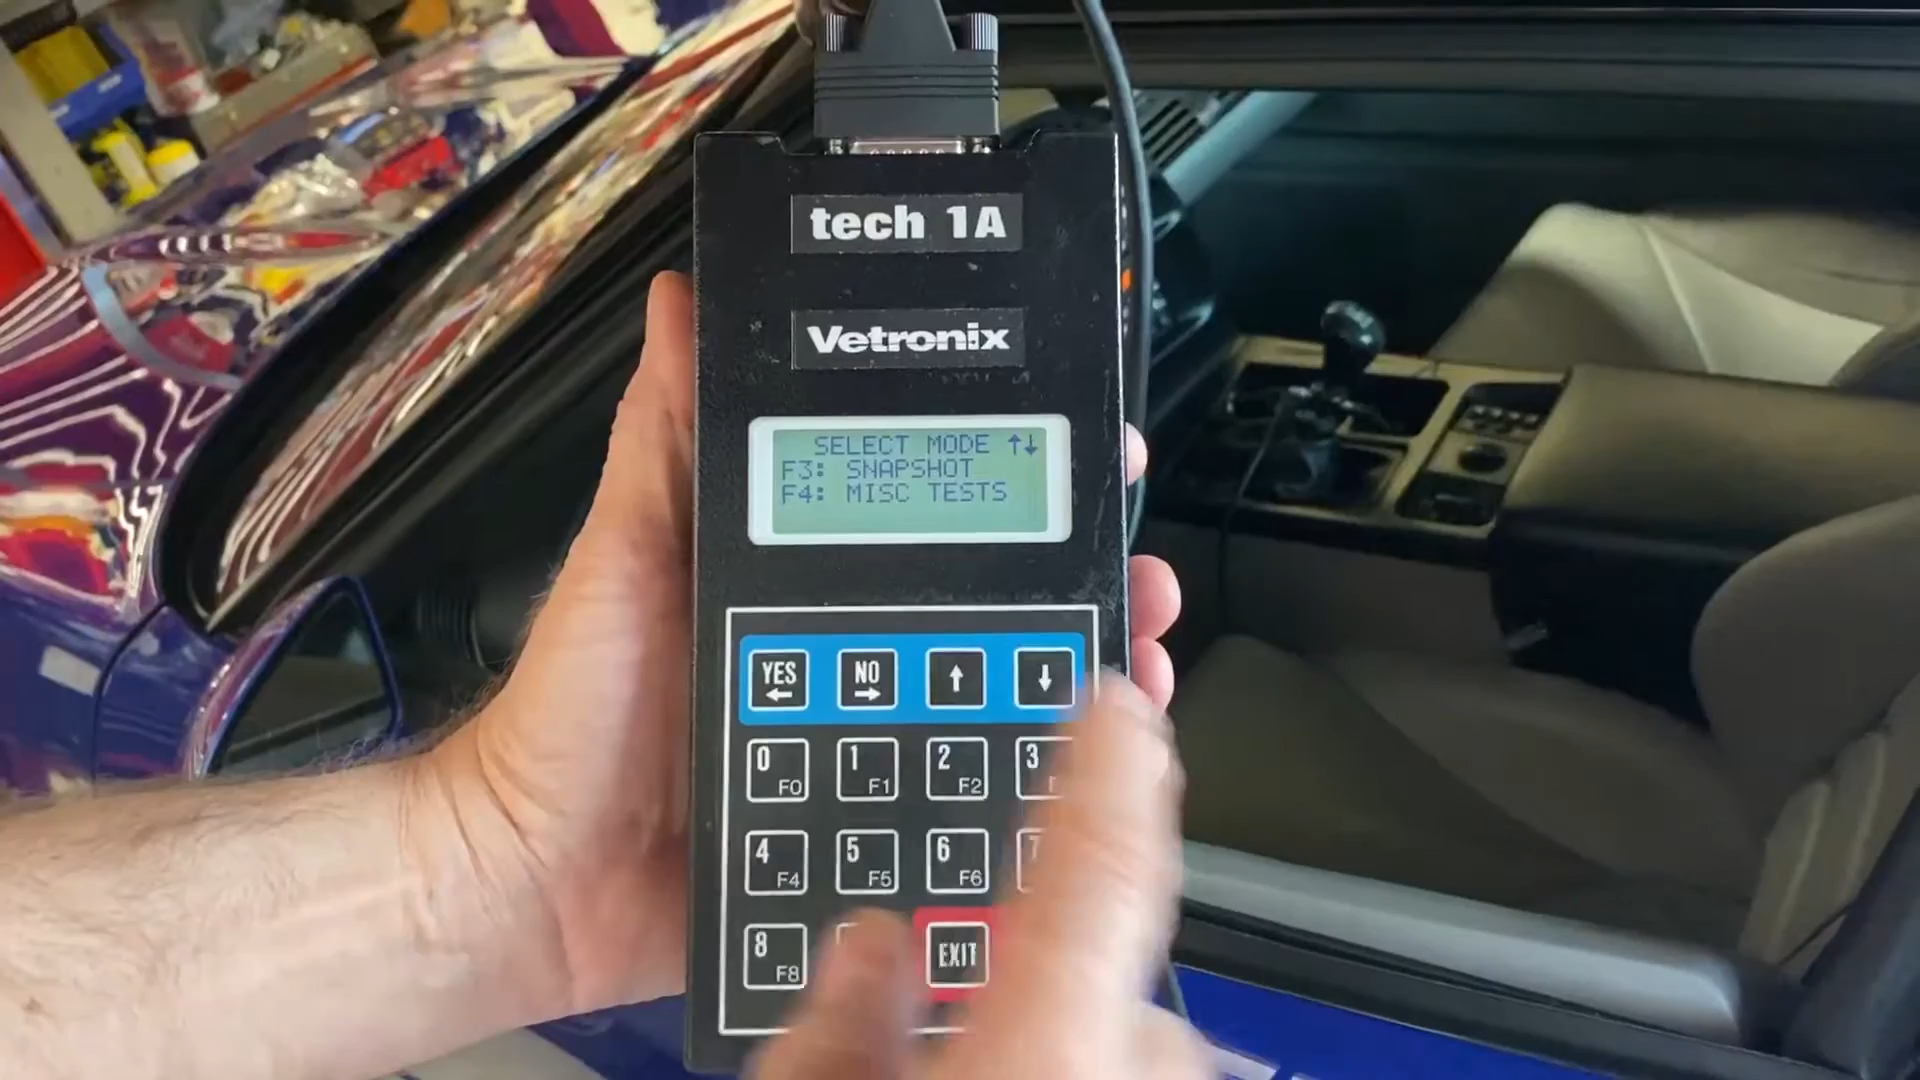 tech 1A
Vetronix
SELECT MODE ↑↓
F3: SNAPSHOT
F4: MISC TESTS
YES ← NO → ↑ ↓
0 F0 1 F1 2 F2 3
4 F4 5 F5 6 F6 7
8 F8 EXIT